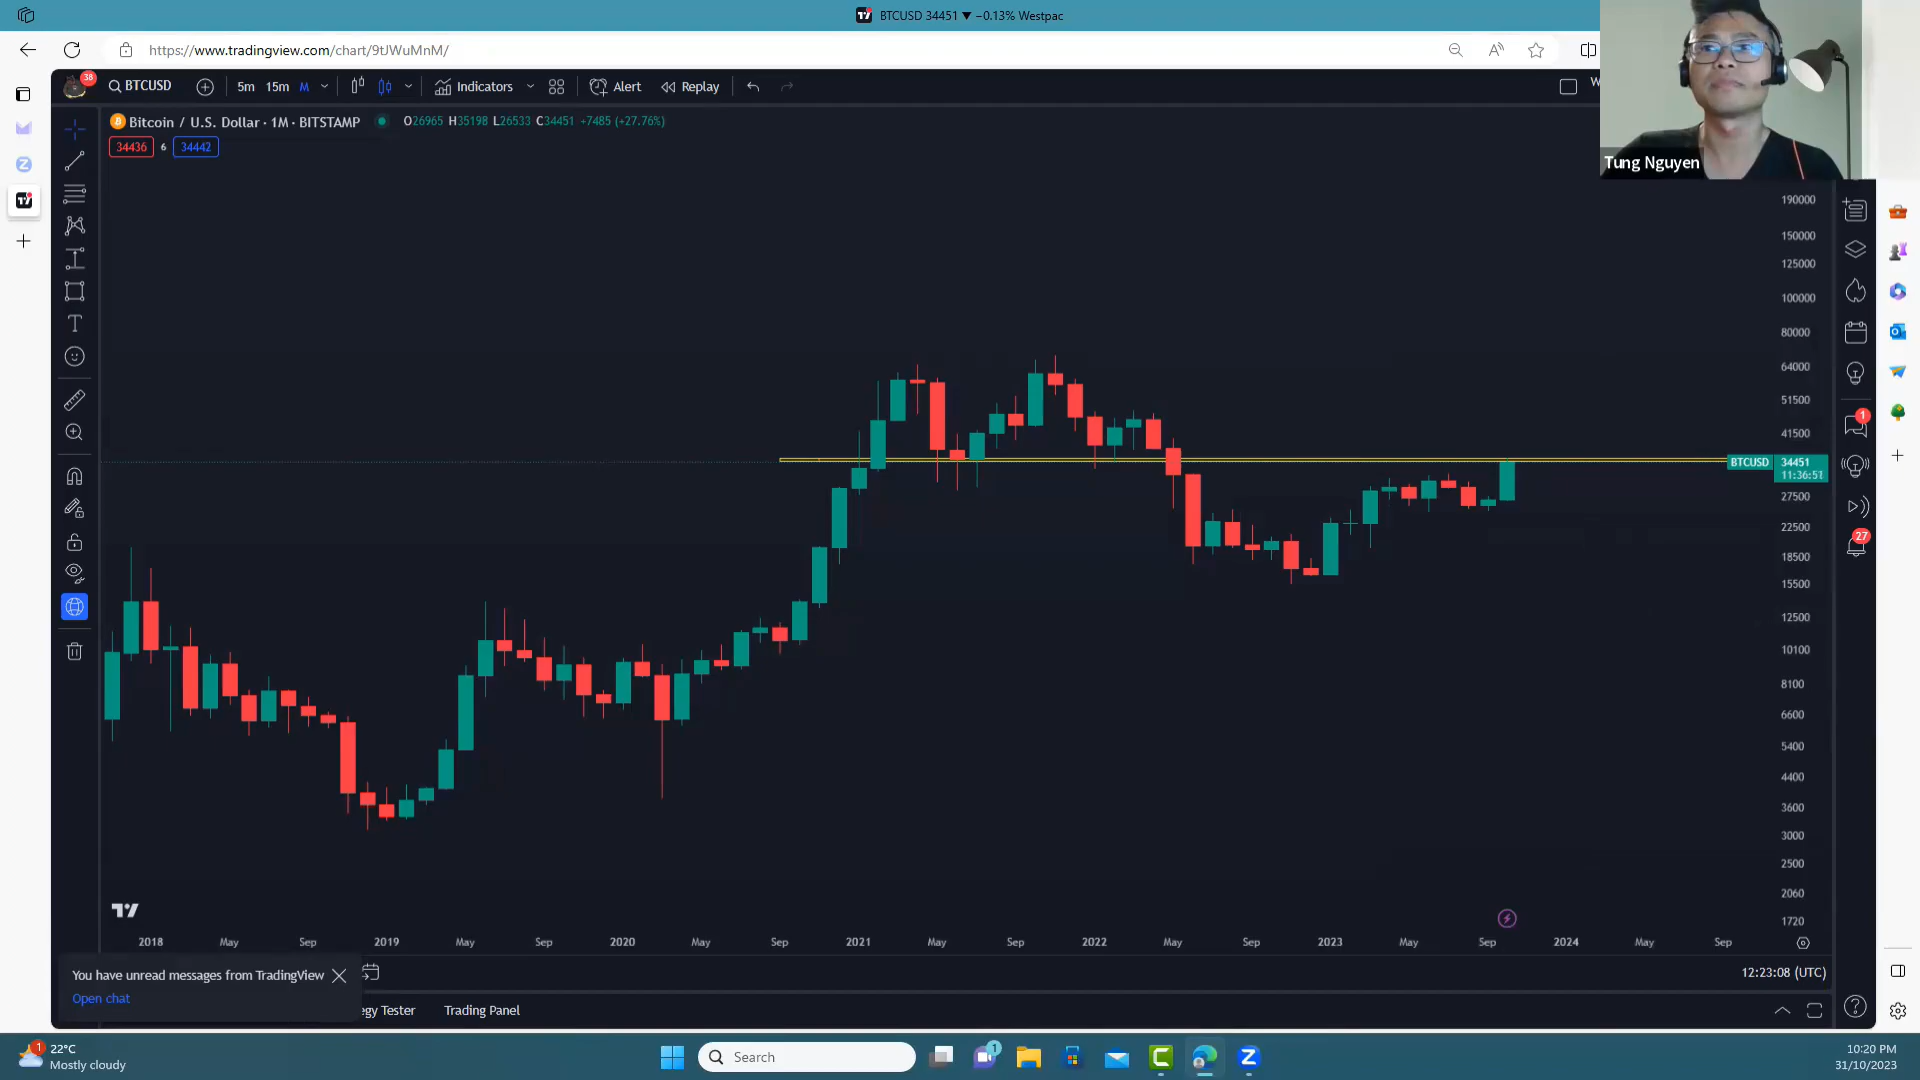 BTCUSD 34451 ▼ −0.13% Westpac
https://www.tradingview.com/chart/9tJWuMnM/
38
BTCUSD
5m 15m M
Indicators
Alert
Replay
Bitcoin / U.S. Dollar · 1M · BITSTAMP
O26965 H35198 L26533 C34451 +7485 (+27.76%)
34436 6 34442
Tung Nguyen
190000
150000
125000
100000
80000
64000
51500
41500
BTCUSD 34451
11:36:51
27500
22500
18500
15500
12500
10100
8100
6600
5400
4400
3600
3000
2500
2060
1720
1
27
2018 May Sep 2019 May Sep 2020 May Sep 2021 May Sep 2022 May Sep 2023 May Sep 2024 May Sep
12:23:08 (UTC)
You have unread messages from TradingView
Open chat
egy Tester
Trading Panel
1
22°C
Mostly cloudy
Search
1
10:20 PM
31/10/2023